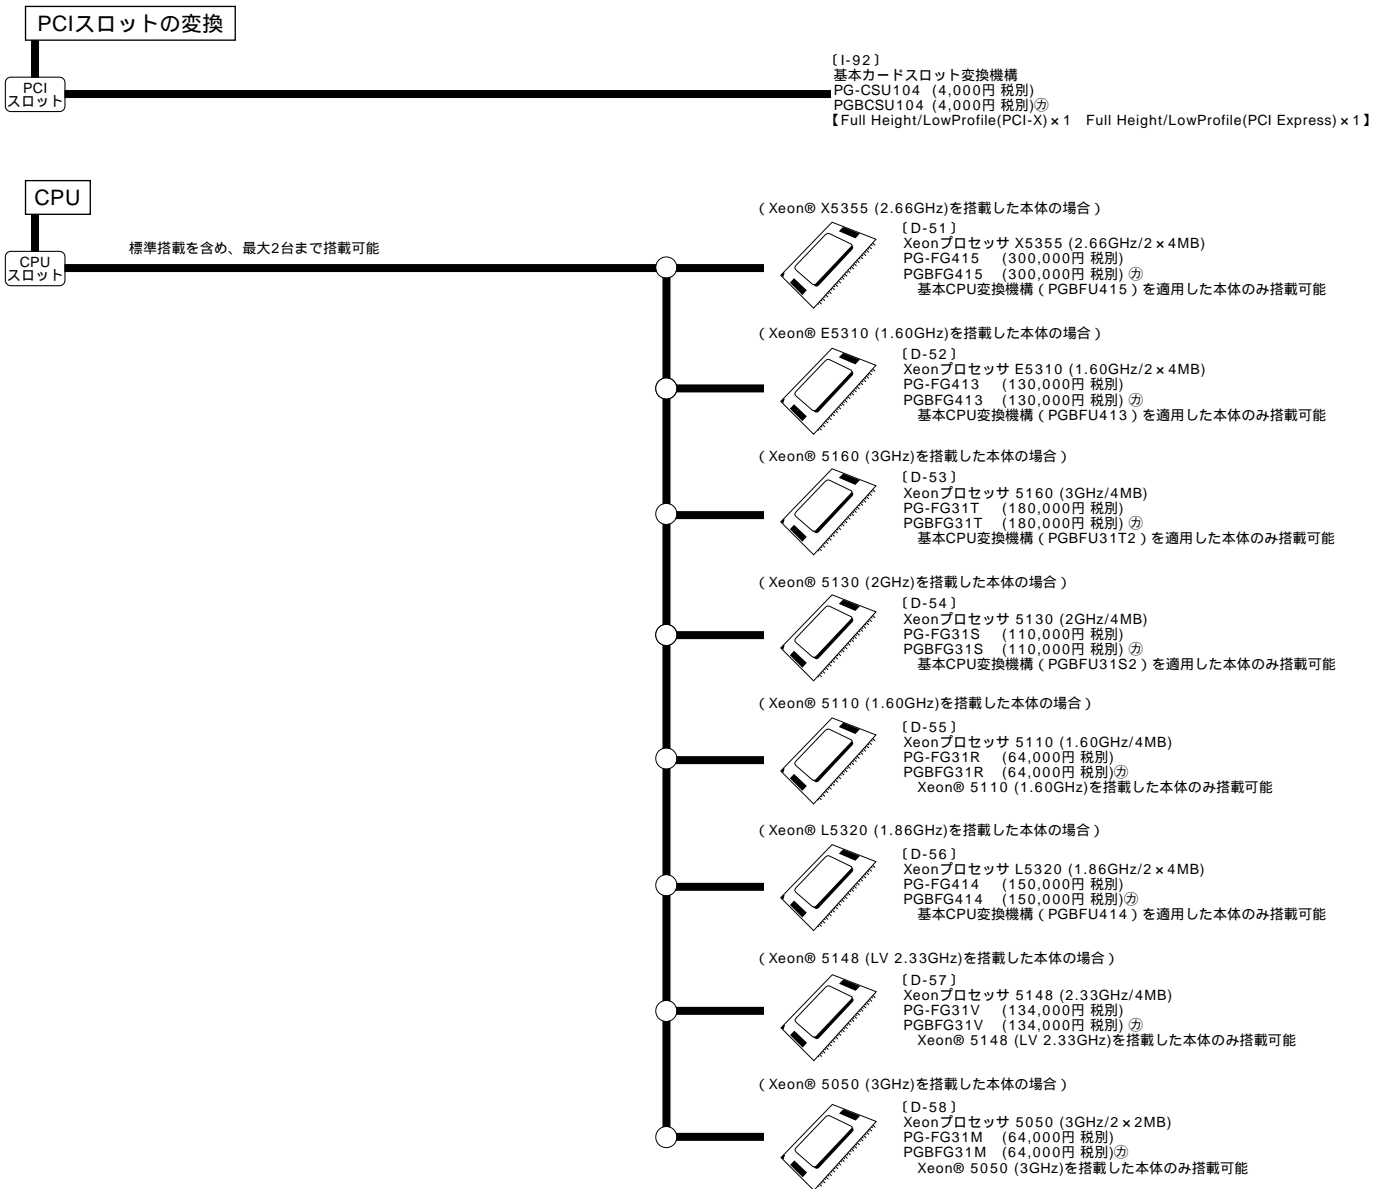 PCIスロットの変換
PCI
スロット
〔I-92〕
基本カードスロット変換機構
PG-CSU104 (4,000円 税別)
PGBCSU104 (4,000円 税別)㋕
【Full Height/LowProfile(PCI-X)×1 Full Height/LowProfile(PCI Express)×1】
CPU
CPU
スロット
標準搭載を含め、最大2台まで搭載可能
(Xeon® X5355 (2.66GHz)を搭載した本体の場合)
〔D-51〕
Xeonプロセッサ X5355 (2.66GHz/2×4MB)
PG-FG415 (300,000円 税別)
PGBFG415 (300,000円 税別) ㋕
基本CPU変換機構(PGBFU415)を適用した本体のみ搭載可能
(Xeon® E5310 (1.60GHz)を搭載した本体の場合)
〔D-52〕
Xeonプロセッサ E5310 (1.60GHz/2×4MB)
PG-FG413 (130,000円 税別)
PGBFG413 (130,000円 税別) ㋕
基本CPU変換機構(PGBFU413)を適用した本体のみ搭載可能
(Xeon® 5160 (3GHz)を搭載した本体の場合)
〔D-53〕
Xeonプロセッサ 5160 (3GHz/4MB)
PG-FG31T (180,000円 税別)
PGBFG31T (180,000円 税別) ㋕
基本CPU変換機構(PGBFU31T2)を適用した本体のみ搭載可能
(Xeon® 5130 (2GHz)を搭載した本体の場合)
〔D-54〕
Xeonプロセッサ 5130 (2GHz/4MB)
PG-FG31S (110,000円 税別)
PGBFG31S (110,000円 税別) ㋕
基本CPU変換機構(PGBFU31S2)を適用した本体のみ搭載可能
(Xeon® 5110 (1.60GHz)を搭載した本体の場合)
〔D-55〕
Xeonプロセッサ 5110 (1.60GHz/4MB)
PG-FG31R (64,000円 税別)
PGBFG31R (64,000円 税別)㋕
Xeon® 5110 (1.60GHz)を搭載した本体のみ搭載可能
(Xeon® L5320 (1.86GHz)を搭載した本体の場合)
〔D-56〕
Xeonプロセッサ L5320 (1.86GHz/2×4MB)
PG-FG414 (150,000円 税別)
PGBFG414 (150,000円 税別)㋕
基本CPU変換機構(PGBFU414)を適用した本体のみ搭載可能
(Xeon® 5148 (LV 2.33GHz)を搭載した本体の場合)
〔D-57〕
Xeonプロセッサ 5148 (2.33GHz/4MB)
PG-FG31V (134,000円 税別)
PGBFG31V (134,000円 税別) ㋕
Xeon® 5148 (LV 2.33GHz)を搭載した本体のみ搭載可能
(Xeon® 5050 (3GHz)を搭載した本体の場合)
〔D-58〕
Xeonプロセッサ 5050 (3GHz/2×2MB)
PG-FG31M (64,000円 税別)
PGBFG31M (64,000円 税別)㋕
Xeon® 5050 (3GHz)を搭載した本体のみ搭載可能